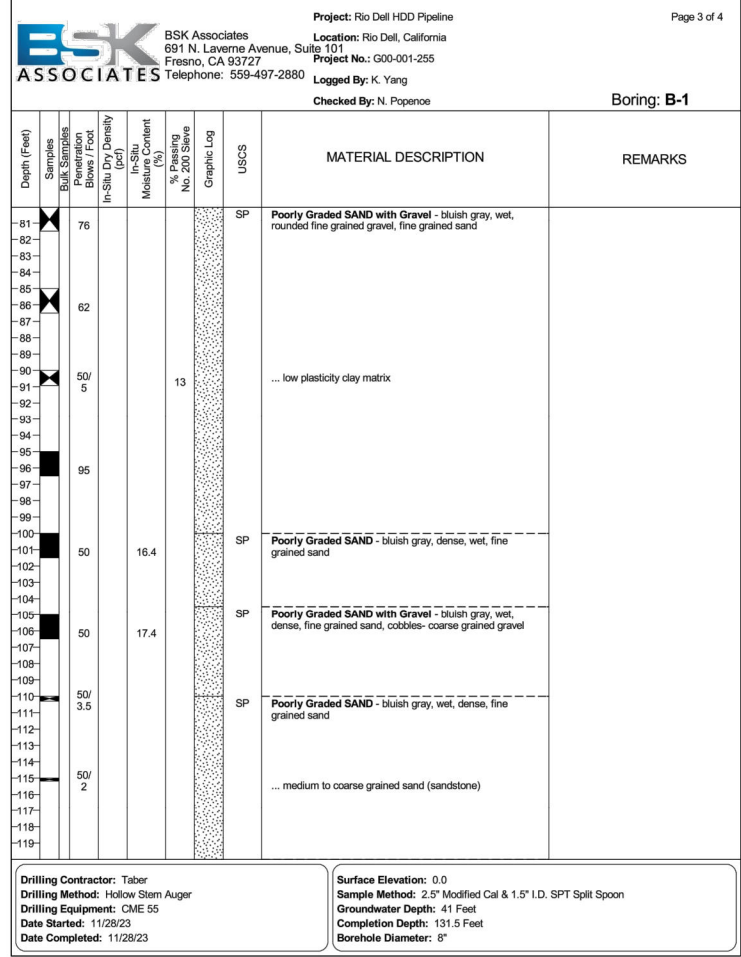 Project: Rio Dell HDD Pipeline
Page 3 of 4
BSK
ASSOCIATES
BSK Associates
691 N. Laverne Avenue, Suite 101
Fresno, CA 93727
Telephone: 559-497-2880
Location: Rio Dell, California
Project No.: G00-001-255
Logged By: K. Yang
Checked By: N. Popenoe
Boring: B-1
Depth (Feet)
Samples
Bulk Samples
Penetration
Blows / Foot
In-Situ Dry Density
(pcf)
In-Situ
Moisture Content
(%)
% Passing
No. 200 Sieve
Graphic Log
USCS
MATERIAL DESCRIPTION
REMARKS
SP Poorly Graded SAND with Gravel - bluish gray, wet,
81 76 rounded fine grained gravel, fine grained sand
82
83
84
85
86 62
87
88
89
90 50/ ... low plasticity clay matrix
91 5 13
92
93
94
95
96 95
97
98
99
100 SP Poorly Graded SAND - bluish gray, dense, wet, fine
101 50 16.4 grained sand
102
103
104
105 SP Poorly Graded SAND with Gravel - bluish gray, wet,
106 50 17.4 dense, fine grained sand, cobbles- coarse grained gravel
107
108
109
110 50/
3.5 SP Poorly Graded SAND - bluish gray, wet, dense, fine
111 grained sand
112
113
114
115 50/
2 ... medium to coarse grained sand (sandstone)
116
117
118
119
Drilling Contractor: Taber
Drilling Method: Hollow Stem Auger
Drilling Equipment: CME 55
Date Started: 11/28/23
Date Completed: 11/28/23
Surface Elevation: 0.0
Sample Method: 2.5" Modified Cal & 1.5" I.D. SPT Split Spoon
Groundwater Depth: 41 Feet
Completion Depth: 131.5 Feet
Borehole Diameter: 8"